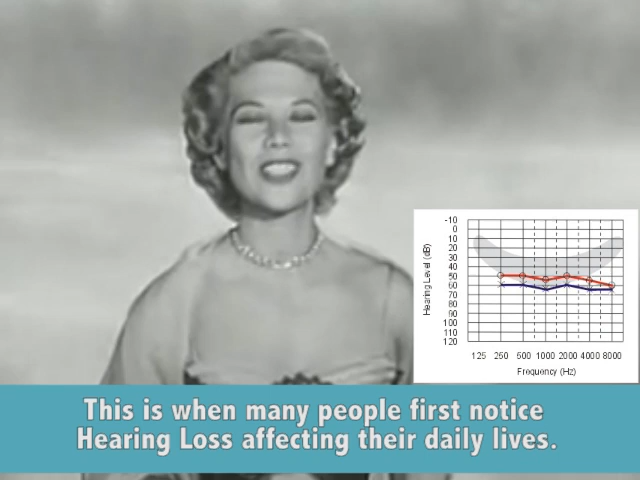 -10
0
10
20
30
40
50
60
70
80
90
100
110
120
Hearing Level (dB)
125 250 500 1000 2000 4000 8000
Frequency (Hz)
This is when many people first notice
Hearing Loss affecting their daily lives.